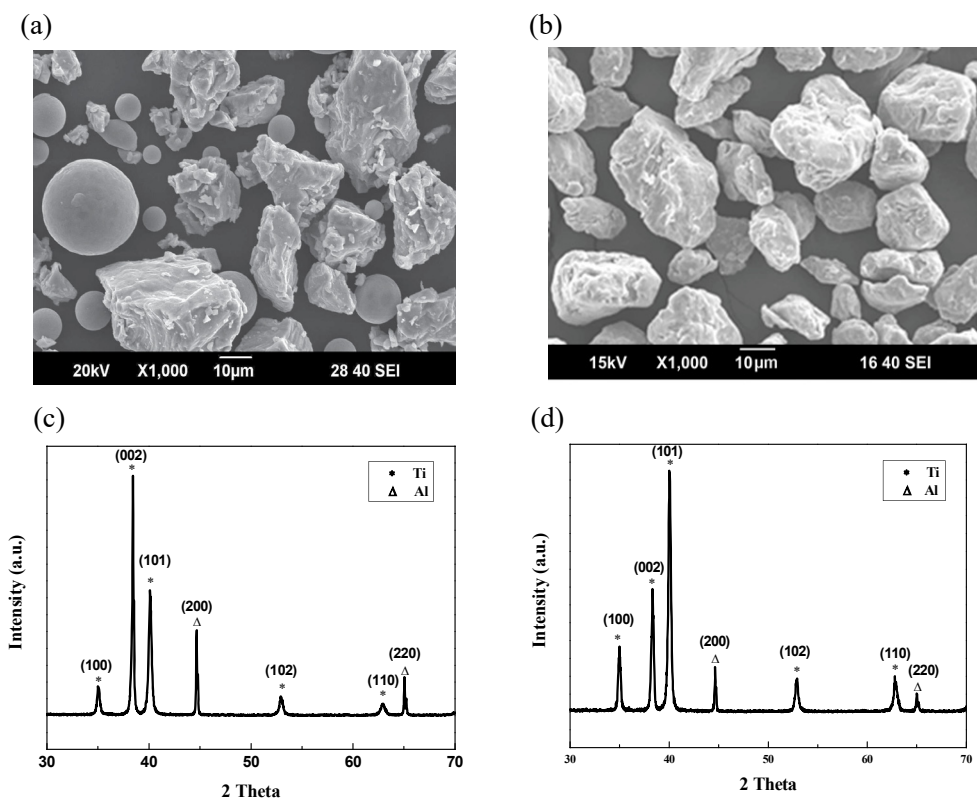 (a)
(b)
20kV X1,000 10μm 28 40 SEI
15kV X1,000 10μm 16 40 SEI
(c)
(d)
(002)
*
(101)
*
(200)
Δ
(100)
*
(102)
*
(110)
*
(220)
Δ
* Ti
Δ Al
Intensity (a.u.)
30 40 50 60 70
2 Theta
(101)
*
(002)
*
(100)
*
(200)
Δ
(102)
*
(110)
*
(220)
Δ
* Ti
Δ Al
Intensity (a.u.)
30 40 50 60 70
2 Theta